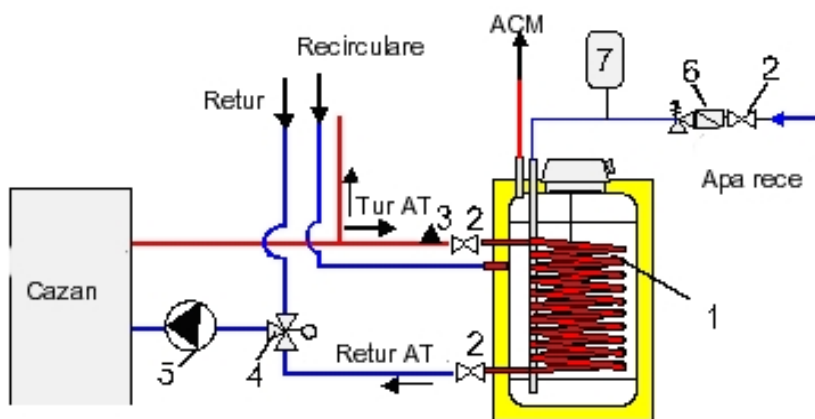 ACM
Recirculare
7
6
2
Retur
Apa rece
Tur AT
3
2
Cazan
1
2
Retur AT
5
4